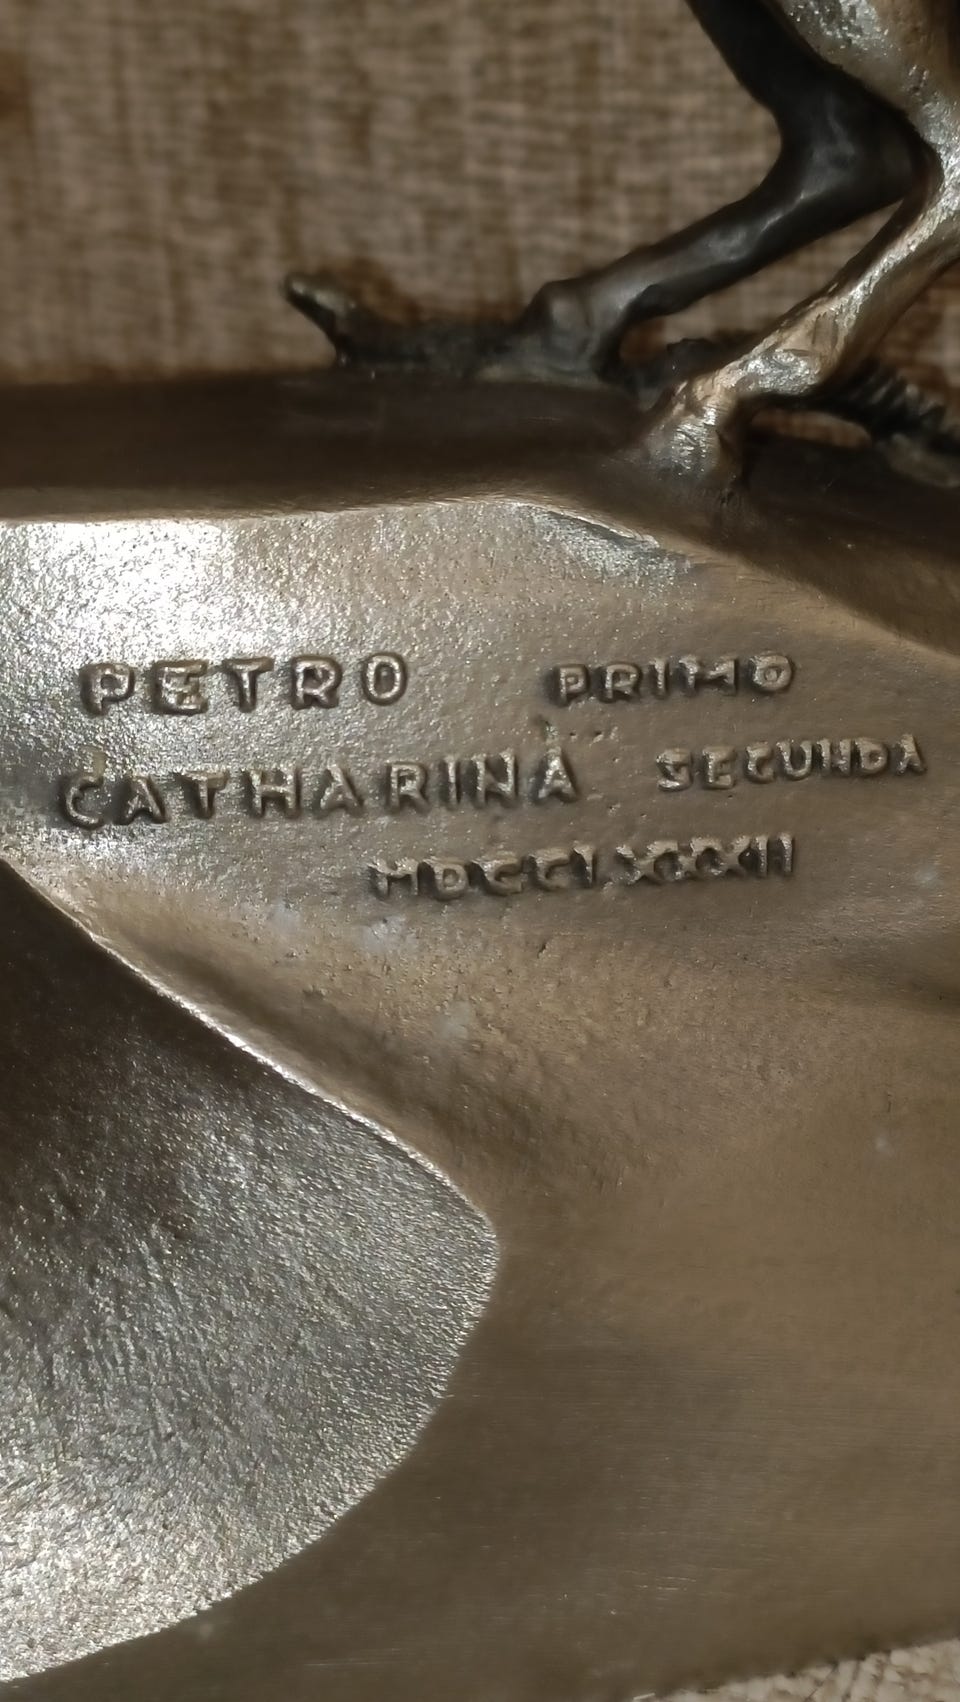 PETRO PRIMO
CATHARINA SECUNDA
MDCCLXXXII